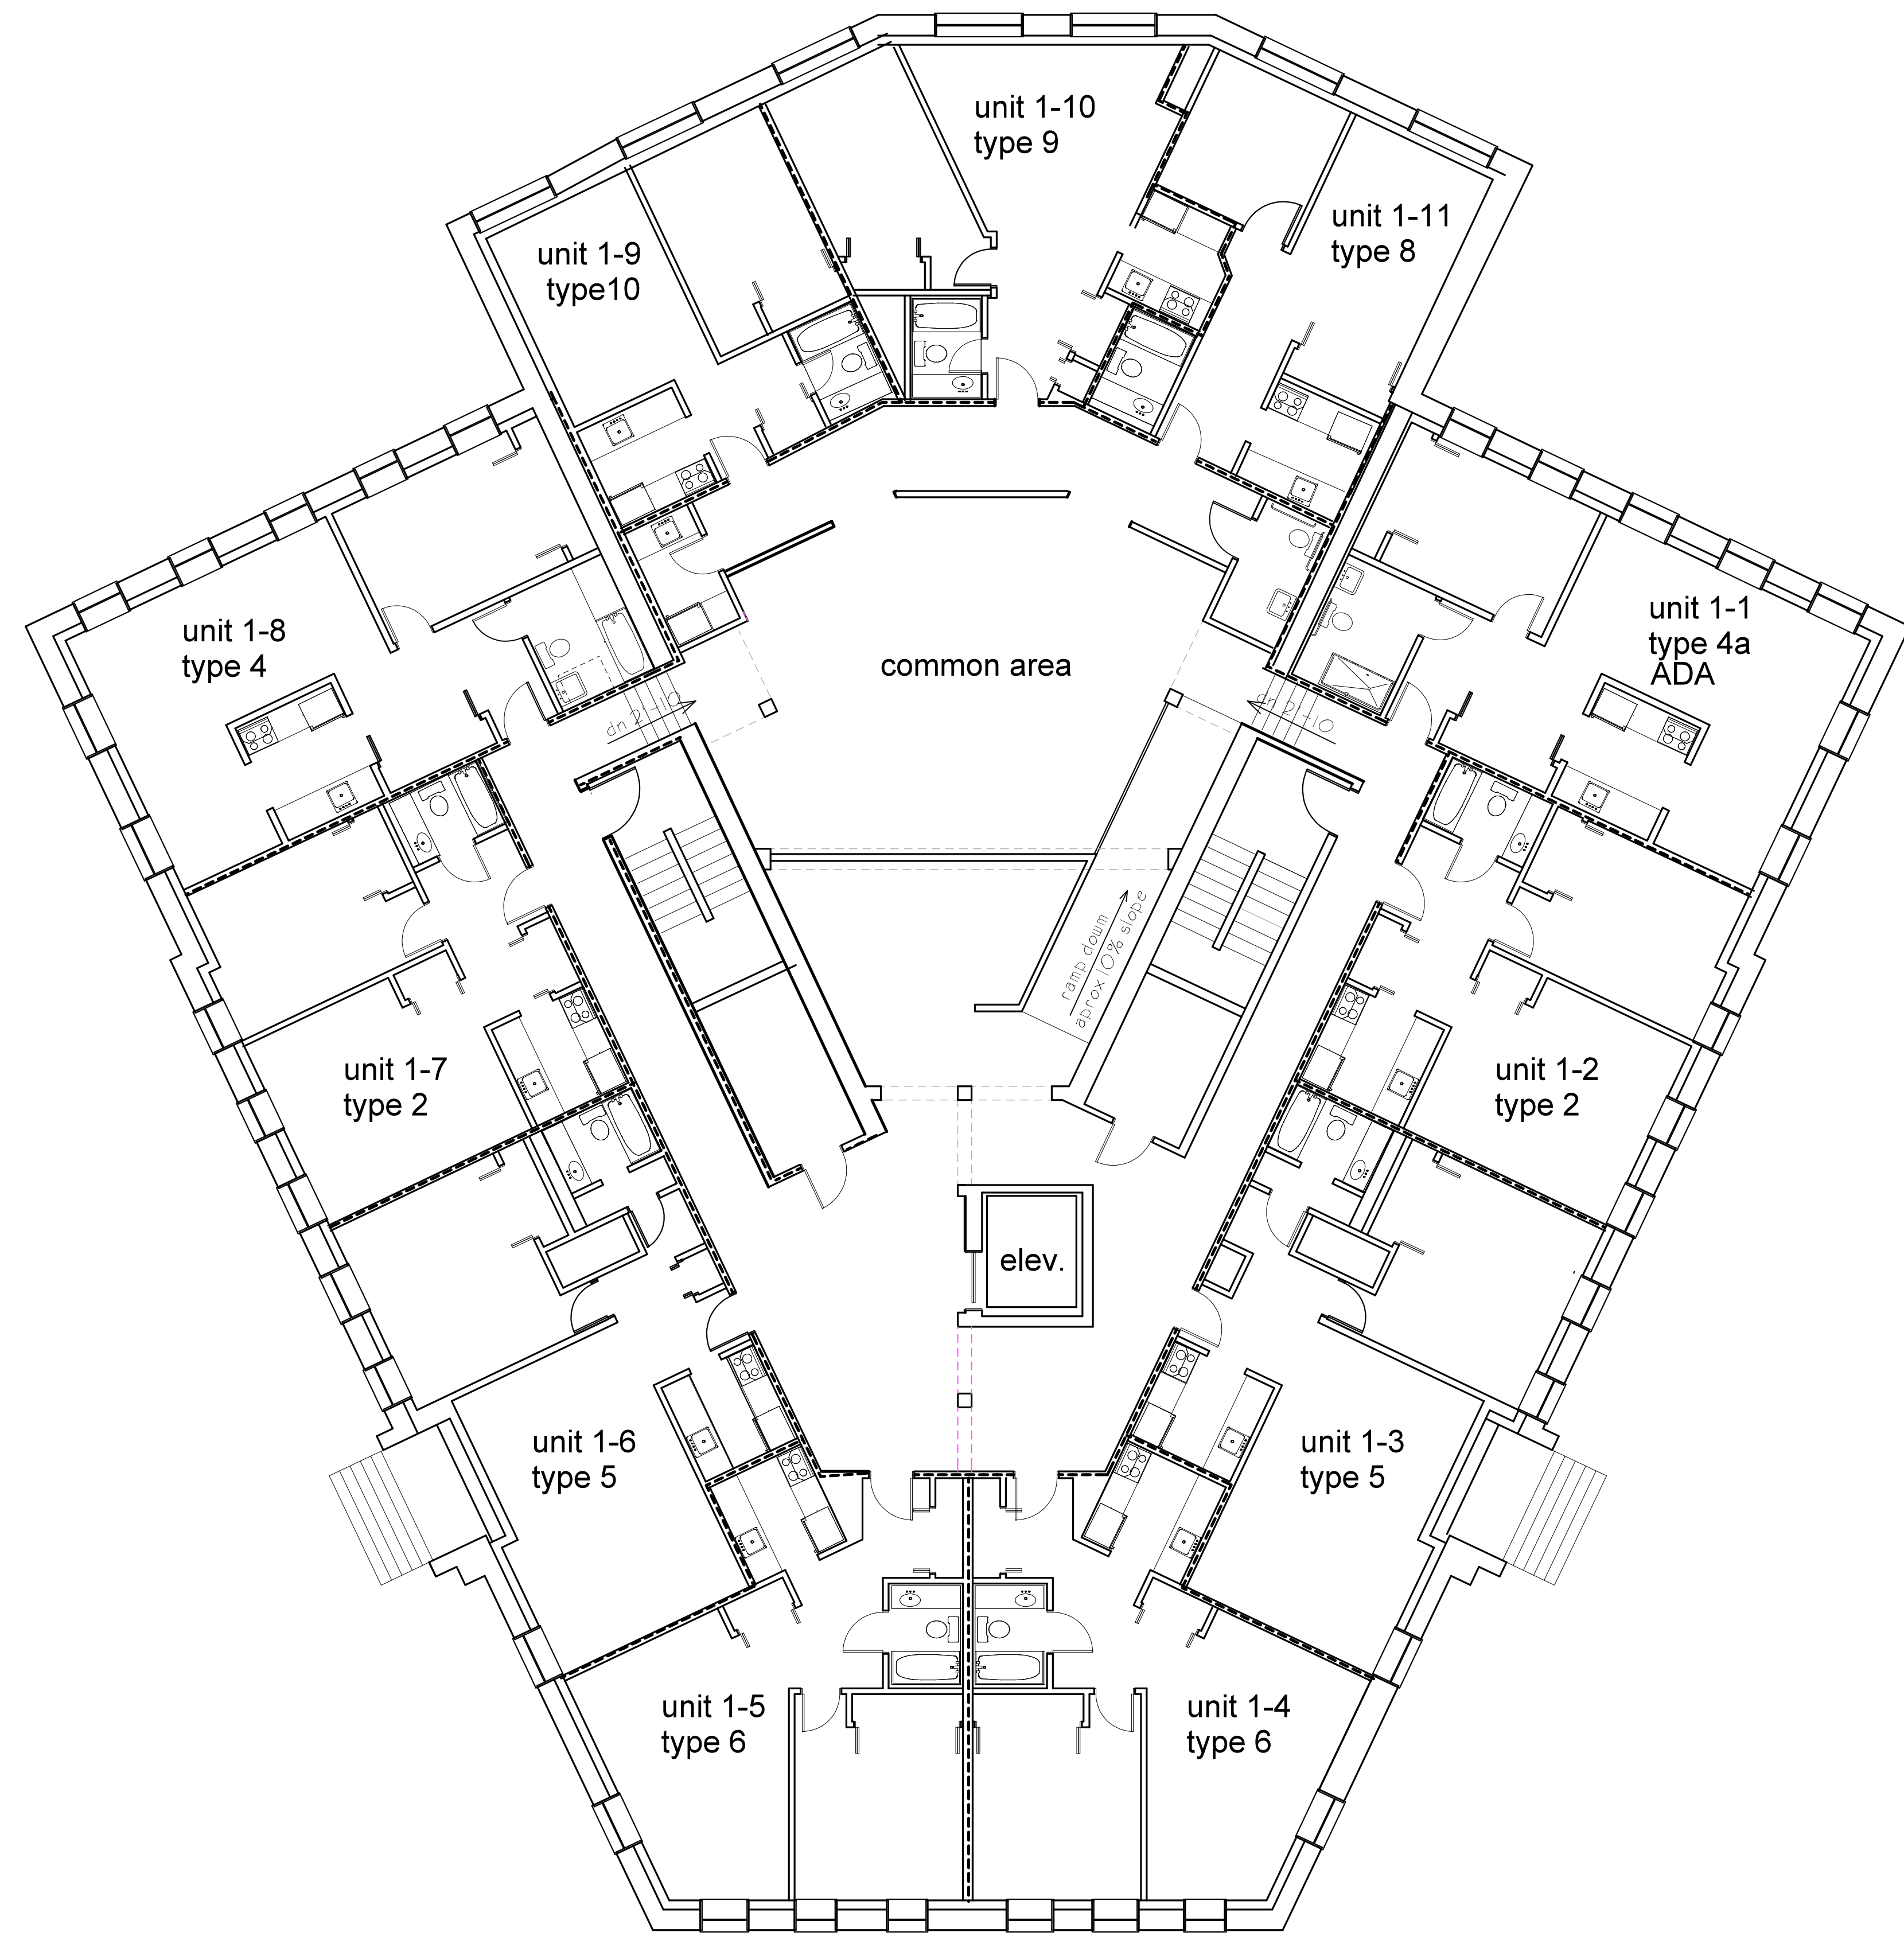 unit 1-10
type 9
unit 1-11
type 8
unit 1-9
type10
unit 1-8
type 4
common area
unit 1-1
type 4a
ADA
dn 2'-10
ramp down
aprox 10% slope
unit 1-7
type 2
unit 1-2
type 2
elev.
unit 1-6
type 5
unit 1-3
type 5
unit 1-5
type 6
unit 1-4
type 6